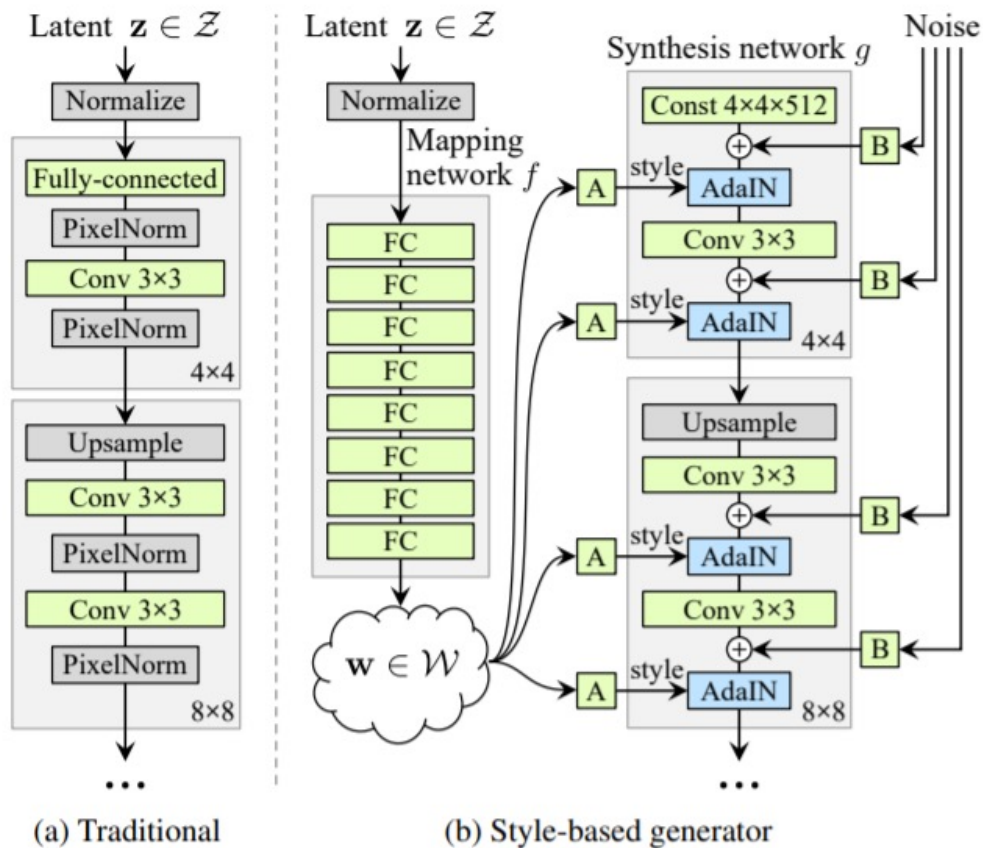 Latent z ∈ 𝒵
Normalize
Fully-connected
PixelNorm
Conv 3×3
PixelNorm
4×4
Upsample
Conv 3×3
PixelNorm
Conv 3×3
PixelNorm
8×8
...
(a) Traditional
Latent z ∈ 𝒵
Normalize
Mapping
network f
FC
FC
FC
FC
FC
FC
FC
FC
w ∈ 𝒲
A
style
A
style
A
style
A
style
Synthesis network g
Const 4×4×512
+
AdaIN
Conv 3×3
+
AdaIN
4×4
Upsample
Conv 3×3
+
AdaIN
Conv 3×3
+
AdaIN
8×8
...
Noise
B
B
B
B
(b) Style-based generator